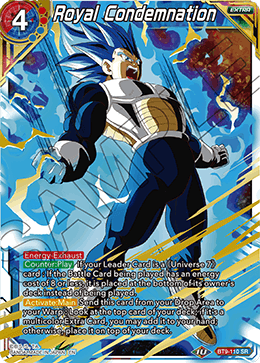 4
Royal Condemnation
EXTRA
Energy-Exhaust
Counter:Play If your Leader Card is a {Universe 7}
card : If the Battle Card being played has an energy
cost of 8 or less, it is placed at the bottom of its owner's
deck instead of being played.
Activate:Main Send this card from your Drop Area to
your Warp : Look at the top card of your deck; if it's a
multicolor Extra Card, you may add it to your hand;
otherwise, place it on top of your deck.
BT9-110 SR